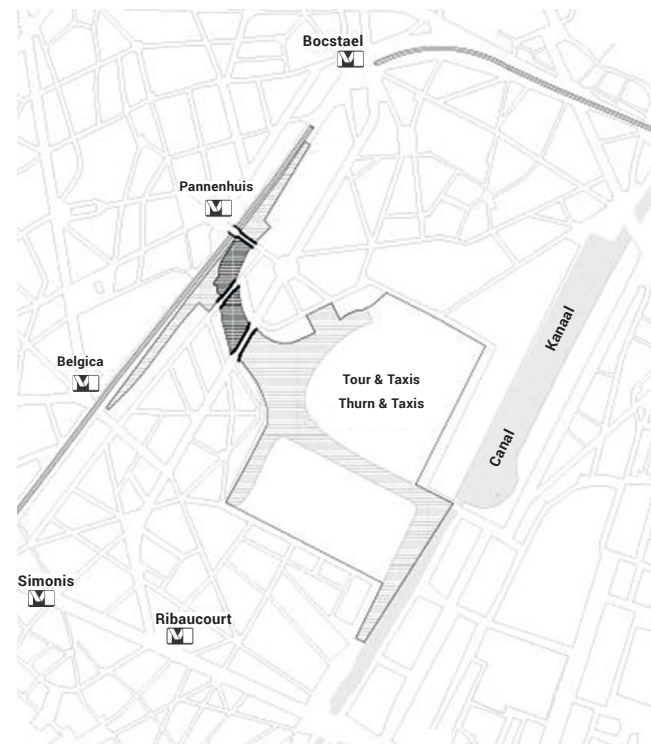 Bocstael
Pannenhuis
Kanaal
Belgica
Tour & Taxis
Thurn & Taxis
Canal
Simonis
Ribaucourt